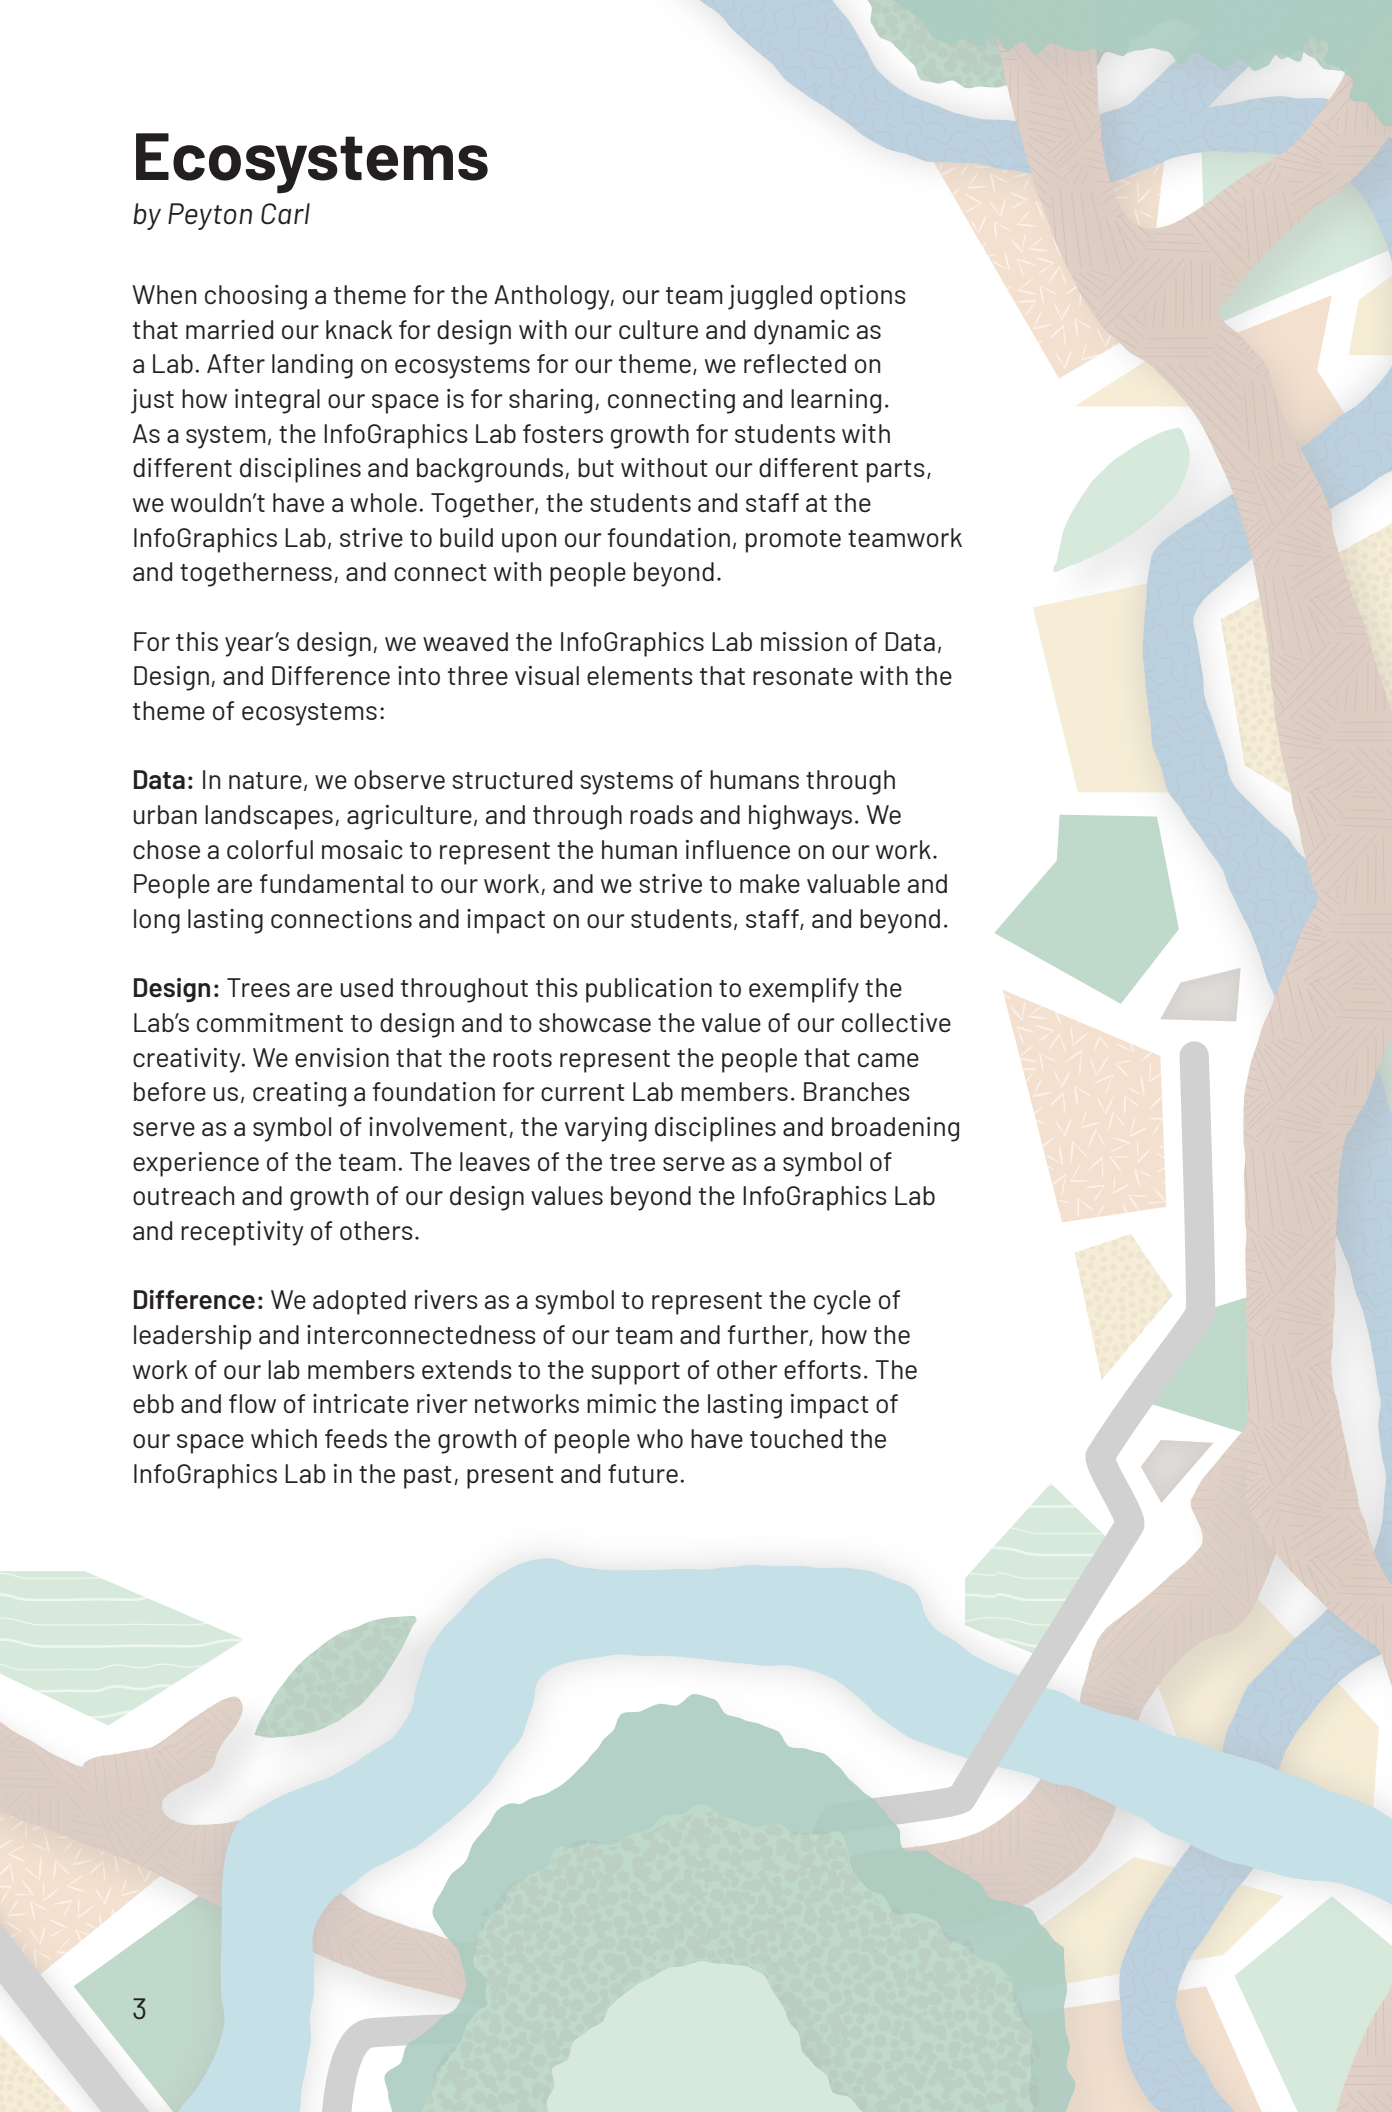 Ecosystems
by Peyton Carl
When choosing a theme for the Anthology, our team juggled options
that married our knack for design with our culture and dynamic as
a Lab. After landing on ecosystems for our theme, we reflected on
just how integral our space is for sharing, connecting and learning.
As a system, the InfoGraphics Lab fosters growth for students with
different disciplines and backgrounds, but without our different parts,
we wouldn’t have a whole. Together, the students and staff at the
InfoGraphics Lab, strive to build upon our foundation, promote teamwork
and togetherness, and connect with people beyond.
For this year’s design, we weaved the InfoGraphics Lab mission of Data,
Design, and Difference into three visual elements that resonate with the
theme of ecosystems:
Data: In nature, we observe structured systems of humans through
urban landscapes, agriculture, and through roads and highways. We
chose a colorful mosaic to represent the human influence on our work.
People are fundamental to our work, and we strive to make valuable and
long lasting connections and impact on our students, staff, and beyond.
Design: Trees are used throughout this publication to exemplify the
Lab’s commitment to design and to showcase the value of our collective
creativity. We envision that the roots represent the people that came
before us, creating a foundation for current Lab members. Branches
serve as a symbol of involvement, the varying disciplines and broadening
experience of the team. The leaves of the tree serve as a symbol of
outreach and growth of our design values beyond the InfoGraphics Lab
and receptivity of others.
Difference: We adopted rivers as a symbol to represent the cycle of
leadership and interconnectedness of our team and further, how the
work of our lab members extends to the support of other efforts. The
ebb and flow of intricate river networks mimic the lasting impact of
our space which feeds the growth of people who have touched the
InfoGraphics Lab in the past, present and future.
3